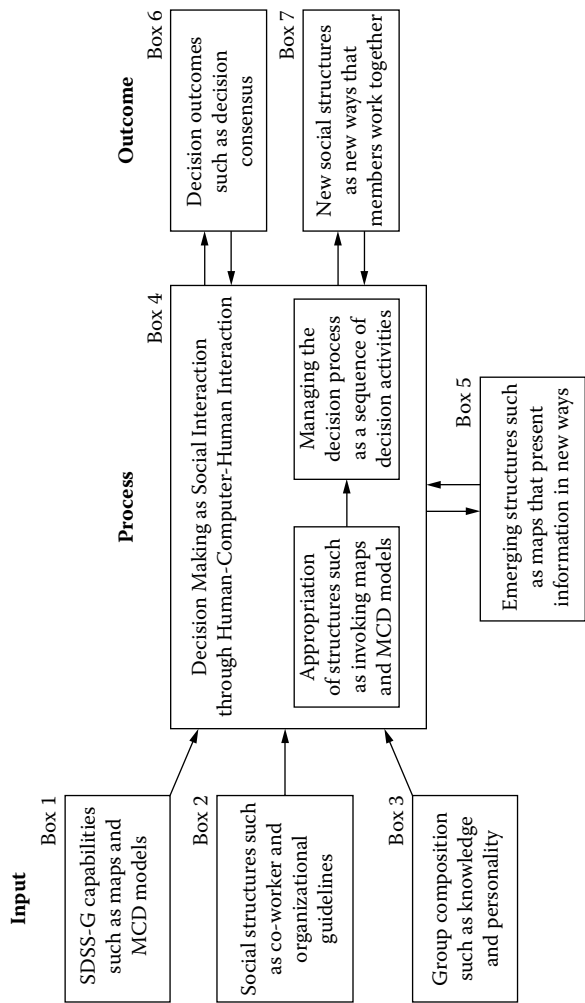 Input
Process
Outcome
Box 1
SDSS-G capabilities
such as maps and
MCD models
Box 2
Social structures such
as co-worker and
organizational
guidelines
Box 3
Group composition
such as knowledge
and personality
Box 4
Decision Making as Social Interaction
through Human-Computer-Human Interaction
Appropriation
of structures such
as invoking maps
and MCD models
Managing the
decision process
as a sequence of
decision activities
Box 5
Emerging structures such
as maps that present
information in new ways
Box 6
Decision outcomes
such as decision
consensus
Box 7
New social structures
as new ways that
members work together